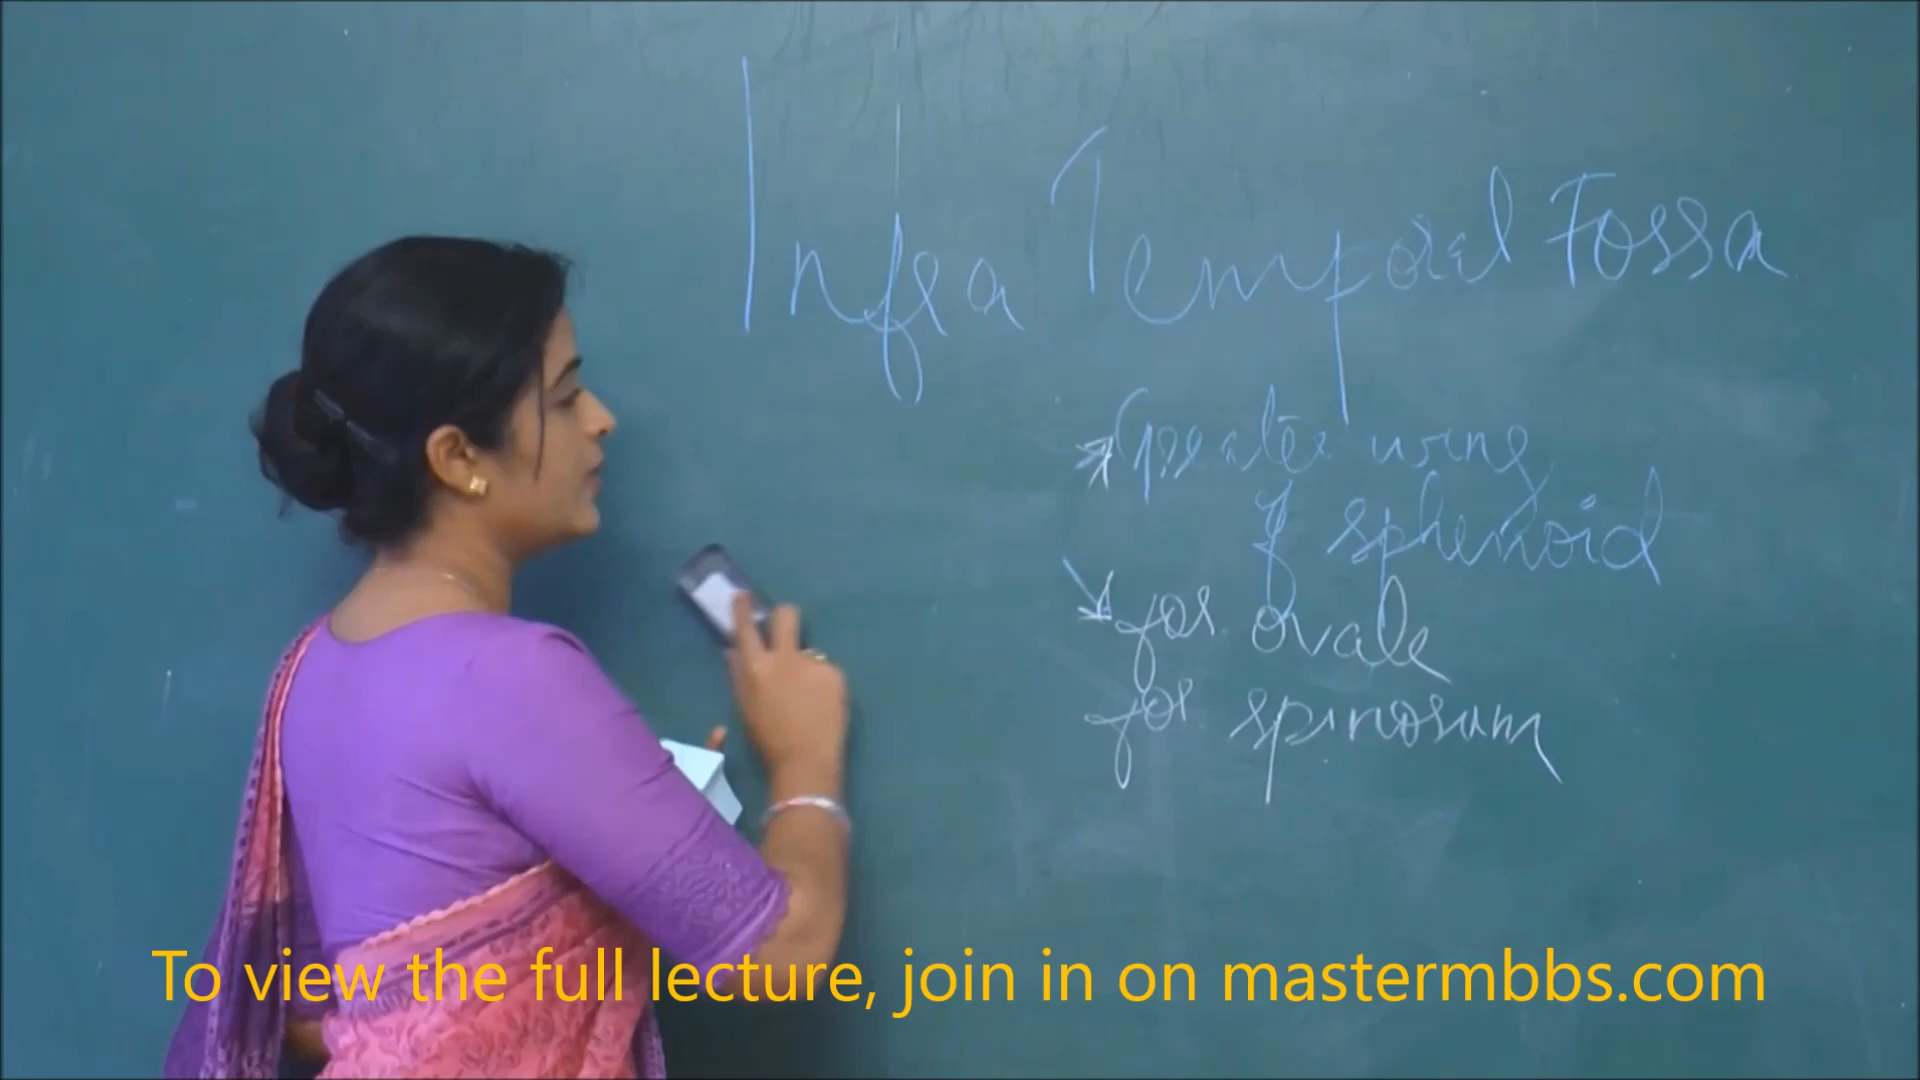 Infra Temporal Fossa
Greater wing
of sphenoid
for ovale
for spinosum
To view the full lecture, join in on mastermbbs.com